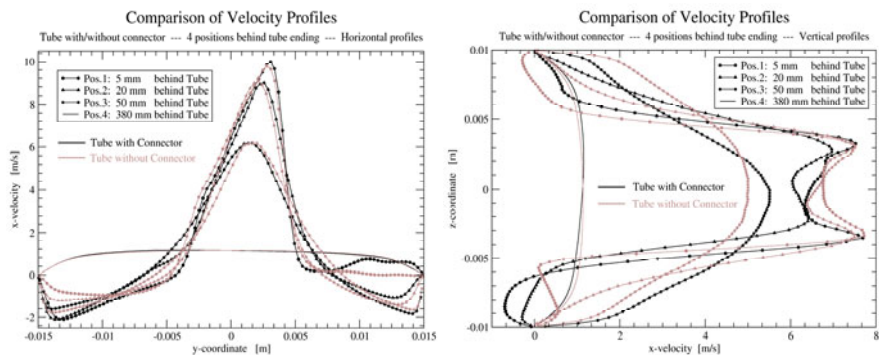 Comparison of Velocity Profiles
Tube with/without connector --- 4 positions behind tube ending --- Horizontal profiles
10
8
6
4
2
0
-2
x-velocity [m/s]
Pos.1: 5 mm behind Tube
Pos.2: 20 mm behind Tube
Pos.3: 50 mm behind Tube
Pos.4: 380 mm behind Tube
Tube with Connector
Tube without Connector
-0.015
-0.01
-0.005
0
0.005
0.01
0.015
y-coordinate [m]
Comparison of Velocity Profiles
Tube with/without connector --- 4 positions behind tube ending --- Vertical profiles
0.01
0.005
0
-0.005
-0.01
z-coordinate
Pos.1: 5 mm behind Tube
Pos.2: 20 mm behind Tube
Pos.3: 50 mm behind Tube
Pos.4: 380 mm behind Tube
Tube with Connector
Tube without Connector
0
2
4
6
8
x-velocity [m/s]